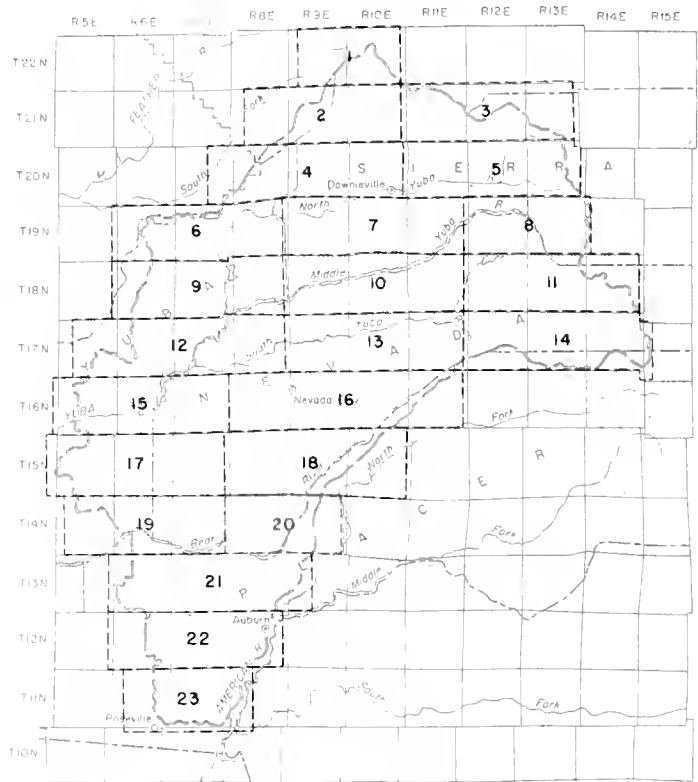 R5E R6E R8E R9E R10E R11E R12E R13E R14E R15E
T22N R 1
FEATHER Fork
T21N 2 3
T20N South 4 S I E 5 R R A
Downieville Yuba
T19N 6 North 7 Yuba R 8
T18N 9 A Middle 10 11
B
T17N U 12 South Yuba 13 A D A 14
Y E V
T16N YUBA 15 N Nevada 16 Fork
T15N 17 18 North E R
Ri
T14N 19 Bear 20 A C Fork
T13N 21 P Middle
T12N 22 Auburn
T11N 23 AMERICAN R South Fork
Roseville
T10N